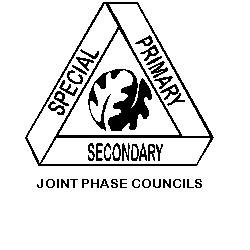 SPECIAL
PRIMARY
SECONDARY
JOINT PHASE COUNCILS